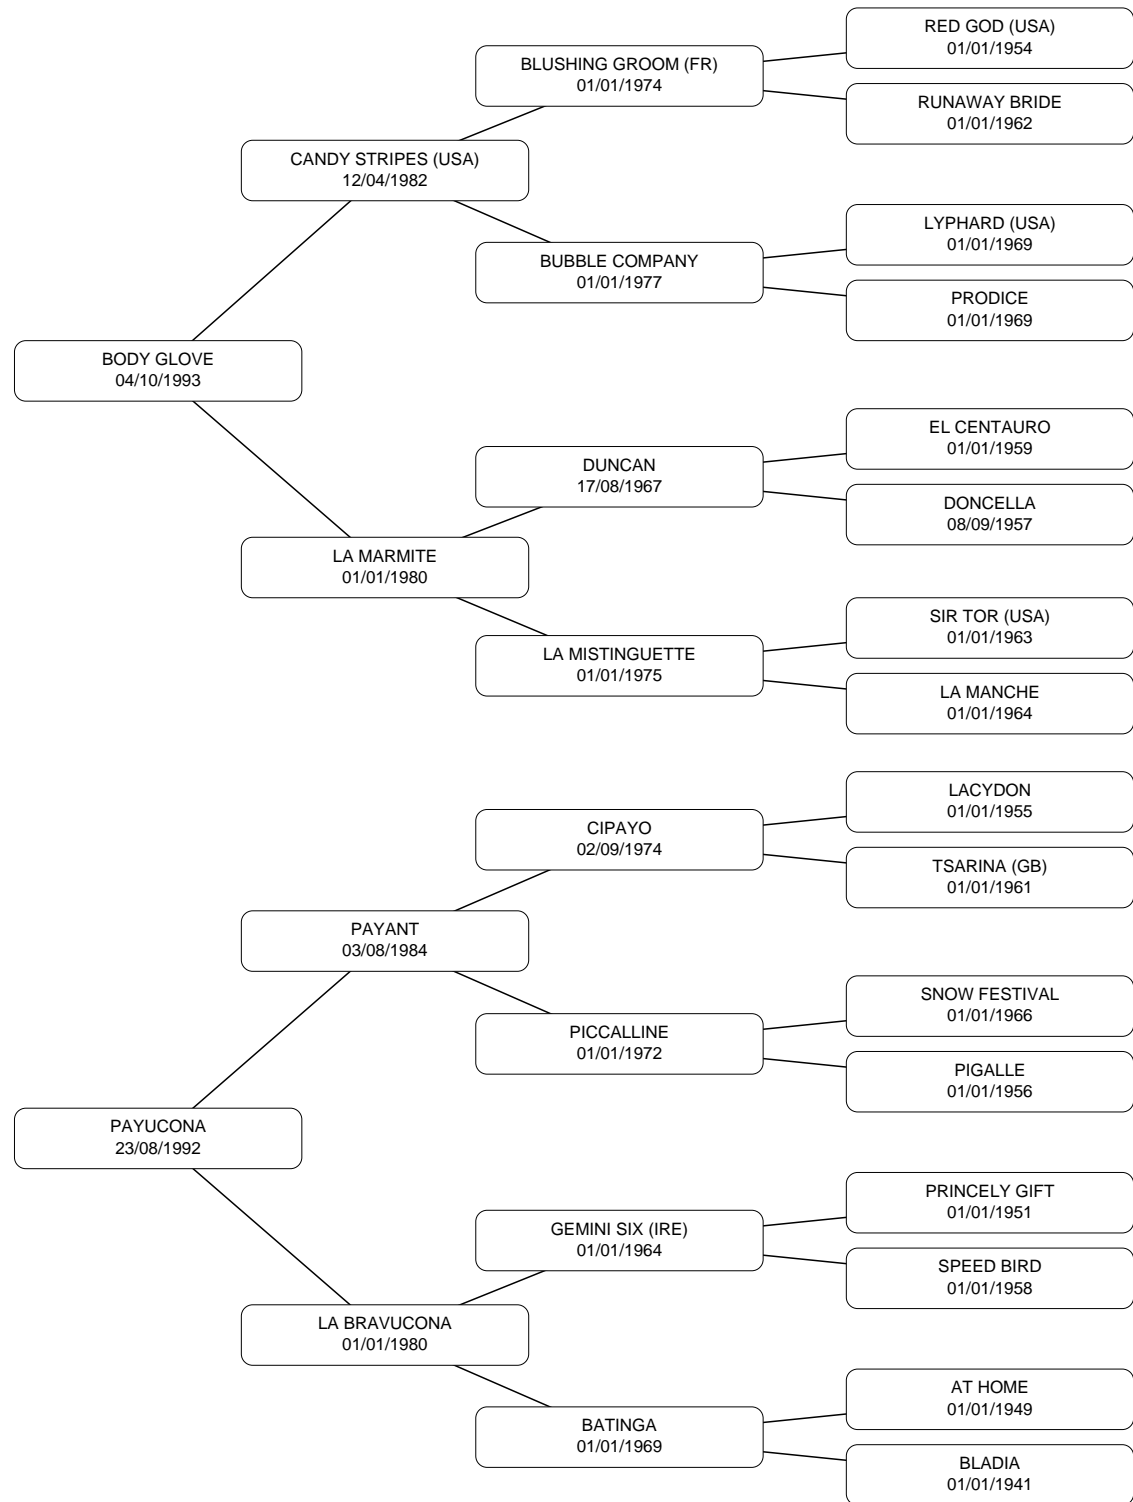 RED GOD (USA)
01/01/1954
BLUSHING GROOM (FR)
01/01/1974
RUNAWAY BRIDE
01/01/1962
CANDY STRIPES (USA)
12/04/1982
LYPHARD (USA)
01/01/1969
BUBBLE COMPANY
01/01/1977
PRODICE
01/01/1969
BODY GLOVE
04/10/1993
EL CENTAURO
01/01/1959
DUNCAN
17/08/1967
DONCELLA
08/09/1957
LA MARMITE
01/01/1980
SIR TOR (USA)
01/01/1963
LA MISTINGUETTE
01/01/1975
LA MANCHE
01/01/1964
LACYDON
01/01/1955
CIPAYO
02/09/1974
TSARINA (GB)
01/01/1961
PAYANT
03/08/1984
SNOW FESTIVAL
01/01/1966
PICCALLINE
01/01/1972
PIGALLE
01/01/1956
PAYUCONA
23/08/1992
PRINCELY GIFT
01/01/1951
GEMINI SIX (IRE)
01/01/1964
SPEED BIRD
01/01/1958
LA BRAVUCONA
01/01/1980
AT HOME
01/01/1949
BATINGA
01/01/1969
BLADIA
01/01/1941